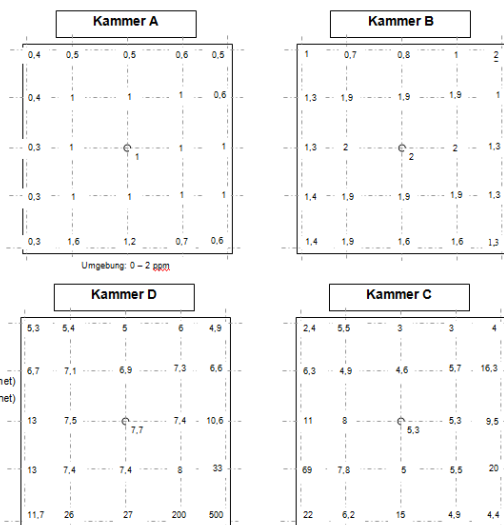 Kammer A Kammer B
0,4 0,5 0,5 0,6 0,5 1 0,7 0,8 1 2
0,4 1 1 1 0,6 1,3 1,9 1,9 1,9 1
0,3 1 1 1 1 1,3 2 2 2 1,3
0,3 1 1 1 1 1,4 1,9 1,9 1,9 1,3
0,3 1,6 1,2 0,7 0,6 1,4 1,9 1,6 1,6 1,3
Umgebung: 0 – 2 ppm
Kammer D Kammer C
5,3 5,4 5 6 4,9 2,4 5,5 3 3 4
6,7 7,1 6,9 7,3 6,6 6,3 4,9 4,6 5,7 16,3
net)
net)
13 7,5 7,7 7,4 10,6 11 8 5,3 5,3 9,5
13 7,4 7,4 8 33 69 7,8 5 5,5 20
11,7 26 27 200 500 22 6,2 15 4,9 4,4